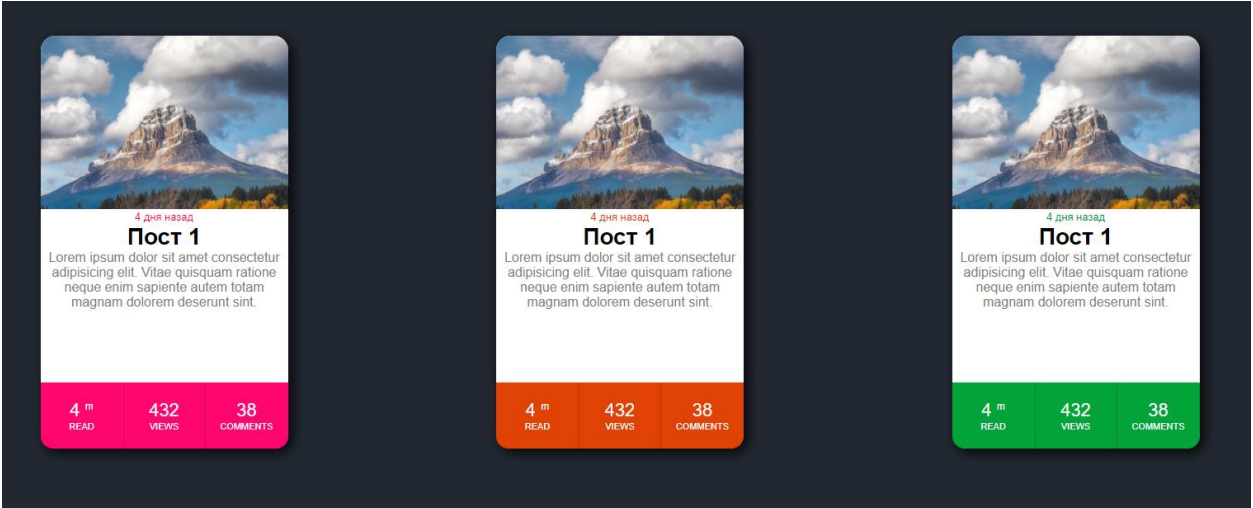 4 дня назад
Пост 1
Lorem ipsum dolor sit amet consectetur
adipisicing elit. Vitae quisquam ratione
neque enim sapiente autem totam
magnam dolorem deserunt sint.
4 m
READ
432
VIEWS
38
COMMENTS
4 дня назад
Пост 1
Lorem ipsum dolor sit amet consectetur
adipisicing elit. Vitae quisquam ratione
neque enim sapiente autem totam
magnam dolorem deserunt sint.
4 m
READ
432
VIEWS
38
COMMENTS
4 дня назад
Пост 1
Lorem ipsum dolor sit amet consectetur
adipisicing elit. Vitae quisquam ratione
neque enim sapiente autem totam
magnam dolorem deserunt sint.
4 m
READ
432
VIEWS
38
COMMENTS